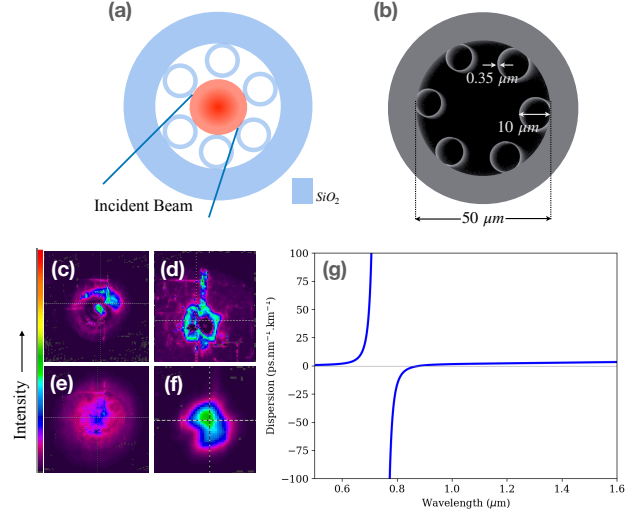 (a)
(b)
0.35 μm
10 μm
Incident Beam
SiO₂
50 μm
(c)
(d)
(g)
(e)
(f)
Intensity
Dispersion (ps.nm⁻¹.km⁻¹)
100
75
50
25
0
−25
−50
−75
−100
0.6
0.8
1.0
1.2
1.4
1.6
Wavelength (μm)